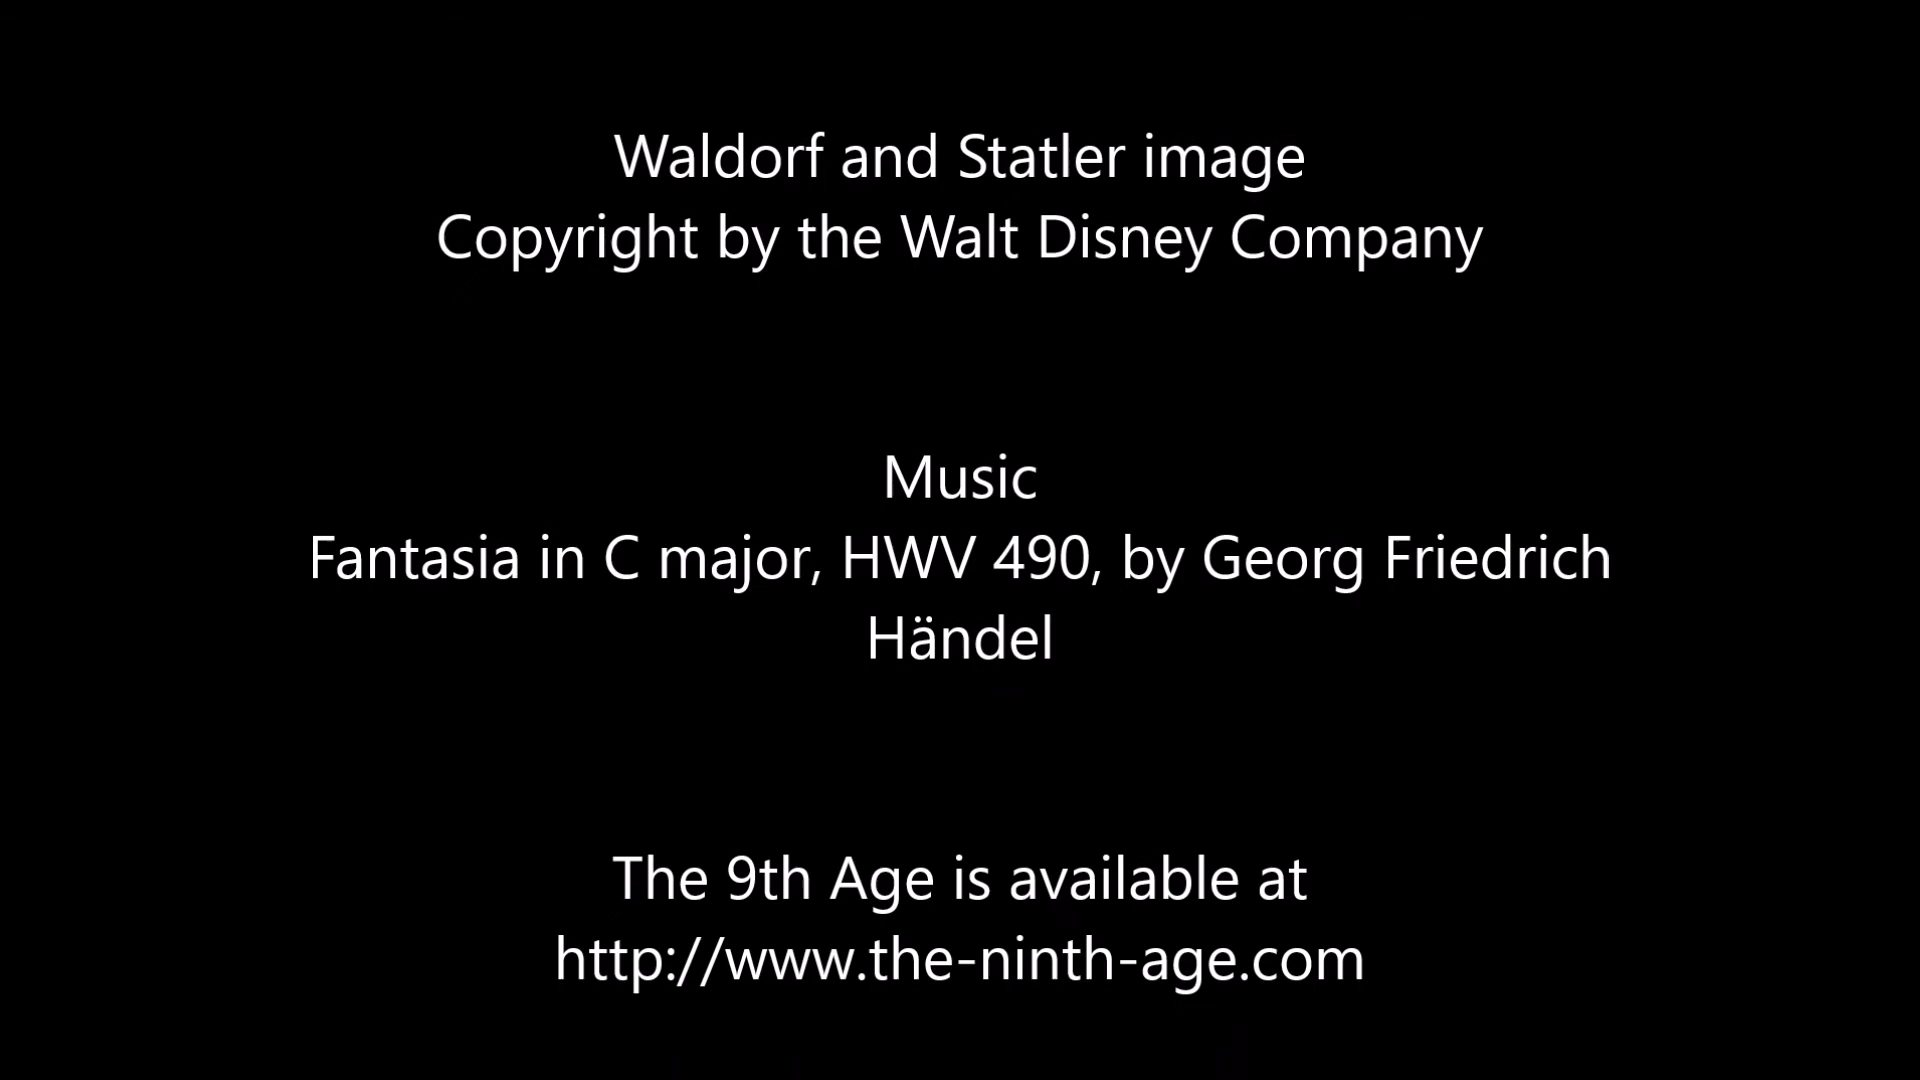 Waldorf and Statler image
Copyright by the Walt Disney Company
Music
Fantasia in C major, HWV 490, by Georg Friedrich
Händel
The 9th Age is available at
http://www.the-ninth-age.com